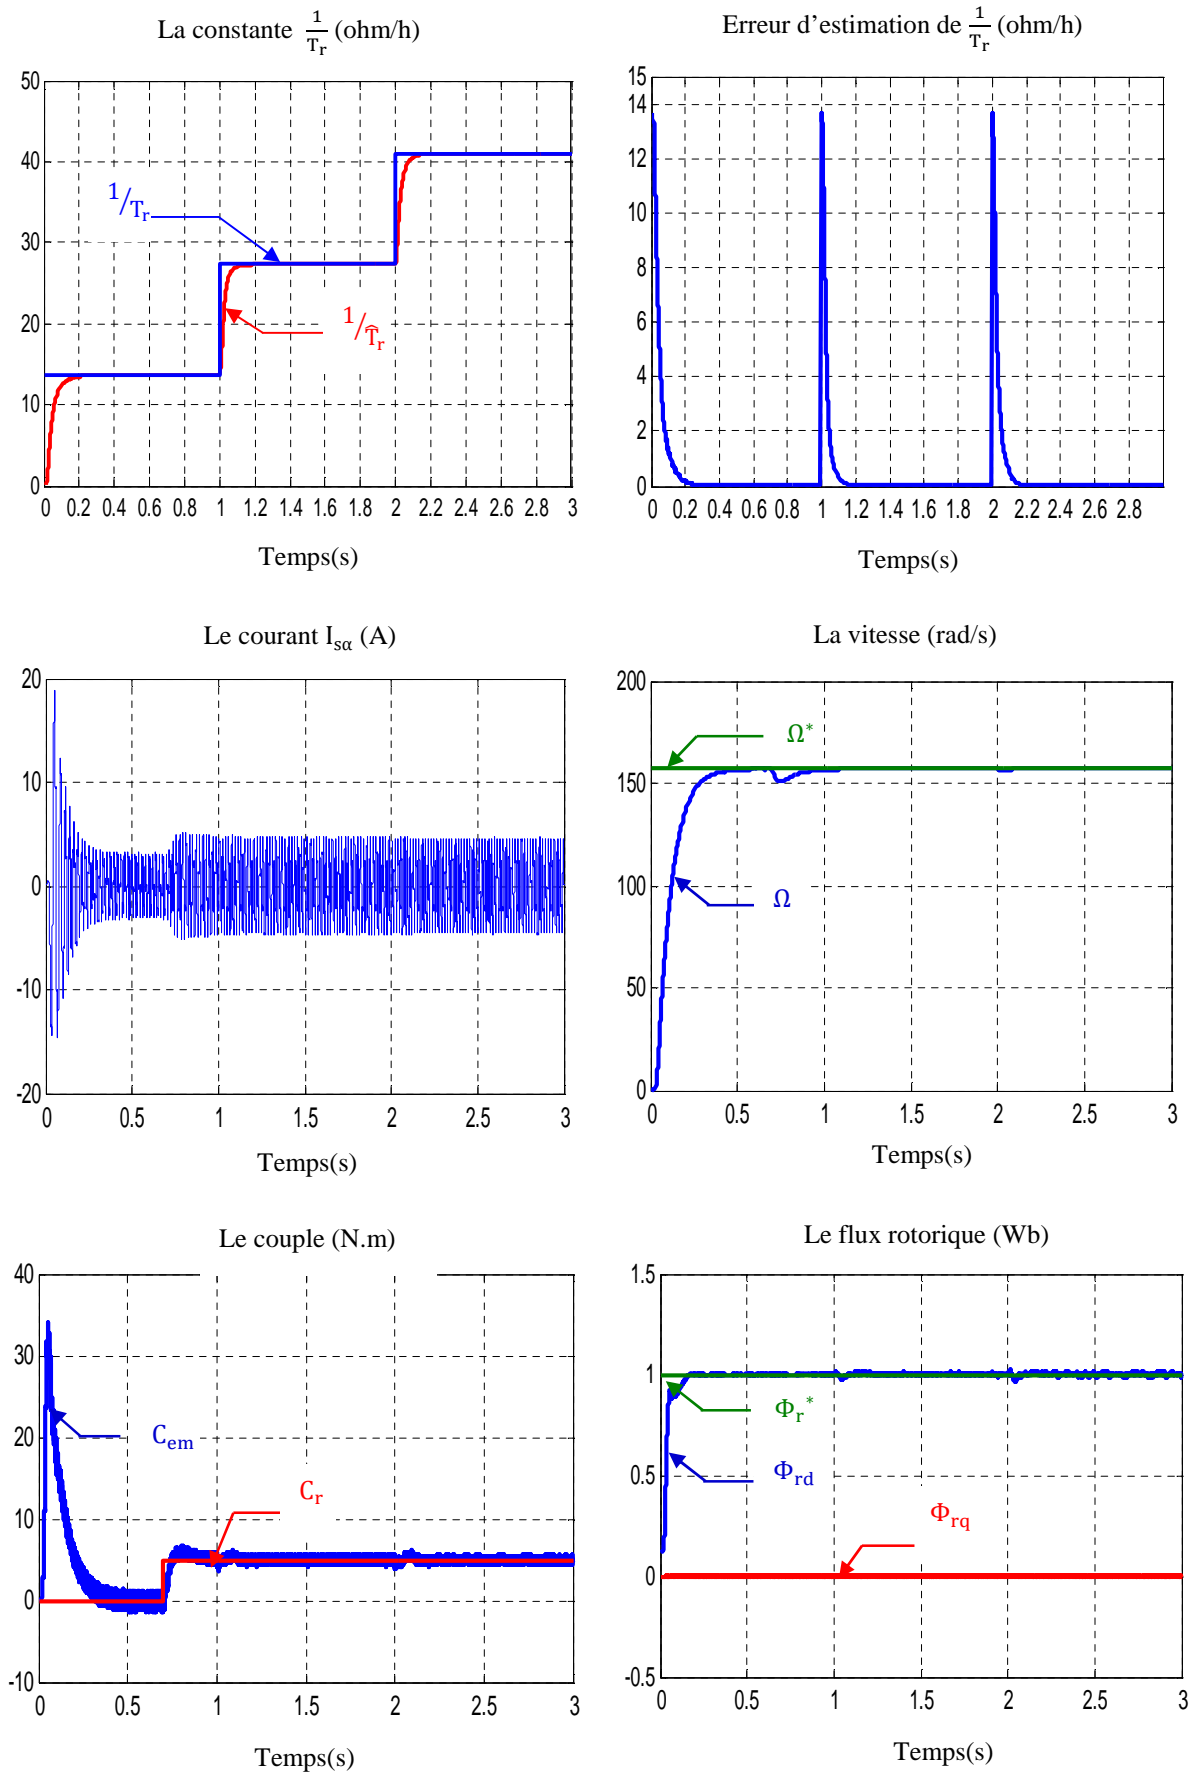 La constante 1/Tr (ohm/h)
50
40
30
20
10
0
1/Tr
1/T̂r
0 0.2 0.4 0.6 0.8 1 1.2 1.4 1.6 1.8 2 2.2 2.4 2.6 2.8 3
Temps(s)
Erreur d'estimation de 1/Tr (ohm/h)
15
14
12
10
8
6
4
2
0
0 0.2 0.4 0.6 0.8 1 1.2 1.4 1.6 1.8 2 2.2 2.4 2.6 2.8
Temps(s)
Le courant Isα (A)
20
10
0
-10
-20
0 0.5 1 1.5 2 2.5 3
Temps(s)
La vitesse (rad/s)
200
150
100
50
0
Ω*
Ω
0 0.5 1 1.5 2 2.5 3
Temps(s)
Le couple (N.m)
40
30
20
10
0
-10
Cem
Cr
0 0.5 1 1.5 2 2.5 3
Temps(s)
Le flux rotorique (Wb)
1.5
1
0.5
0
-0.5
Φr*
Φrd
Φrq
0 0.5 1 1.5 2 2.5 3
Temps(s)